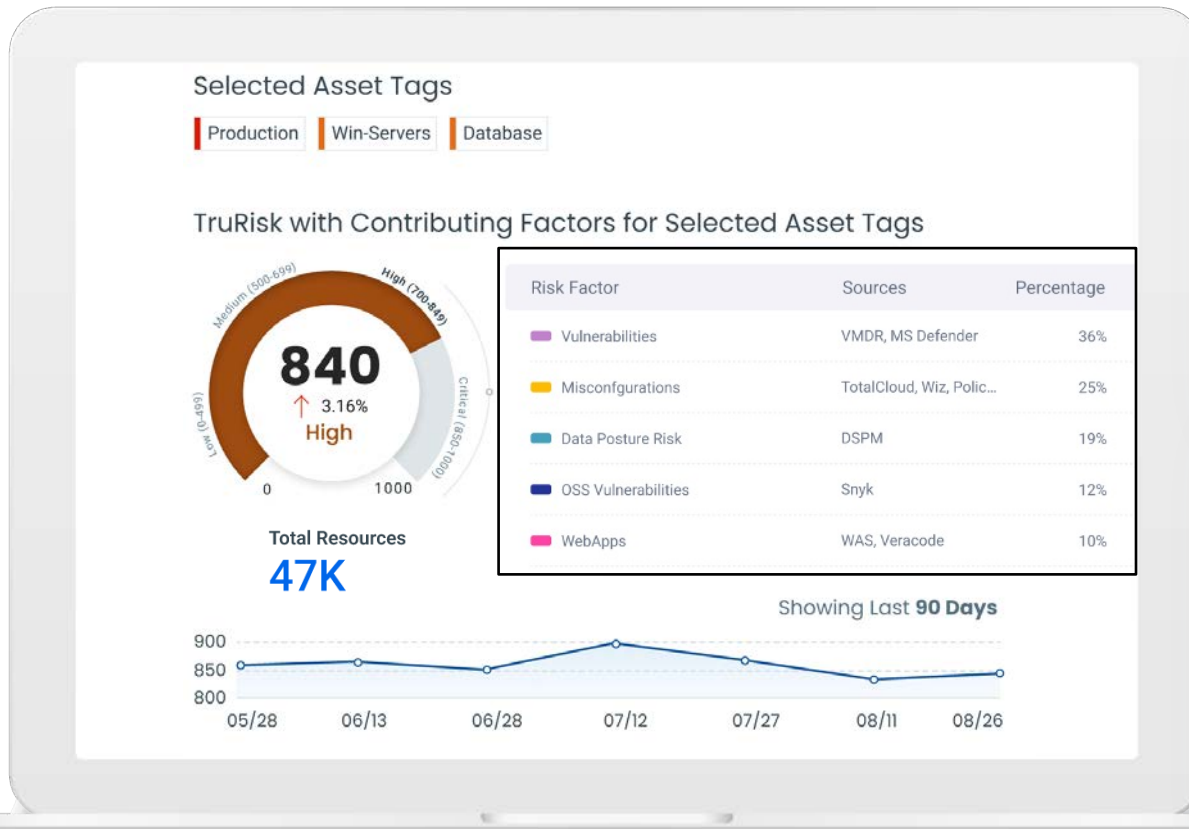 Selected Asset Tags
Production Win-Servers Database
TruRisk with Contributing Factors for Selected Asset Tags
Low (0-499)
Medium (500-699)
High (700-849)
Critical (850-1000)
840
↑ 3.16%
High
0 1000
Total Resources
47K
Risk Factor Sources Percentage
Vulnerabilities VMDR, MS Defender 36%
Misconfgurations TotalCloud, Wiz, Polic... 25%
Data Posture Risk DSPM 19%
OSS Vulnerabilities Snyk 12%
WebApps WAS, Veracode 10%
Showing Last 90 Days
900
850
800
05/28 06/13 06/28 07/12 07/27 08/11 08/26